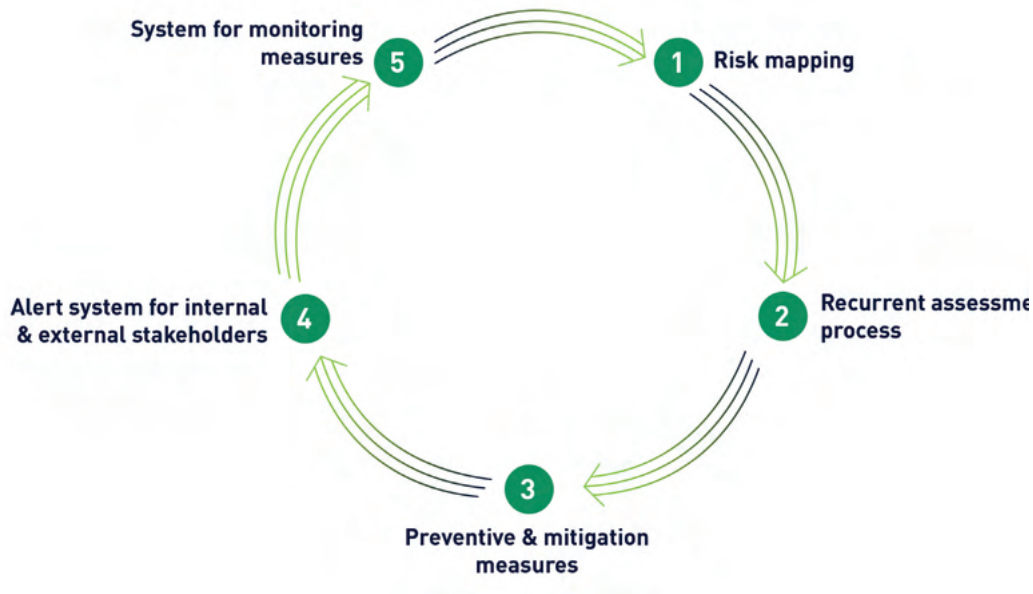 System for monitoring
measures
5
1
Risk mapping
Alert system for internal
& external stakeholders
4
2
Recurrent assessme
process
3
Preventive & mitigation
measures